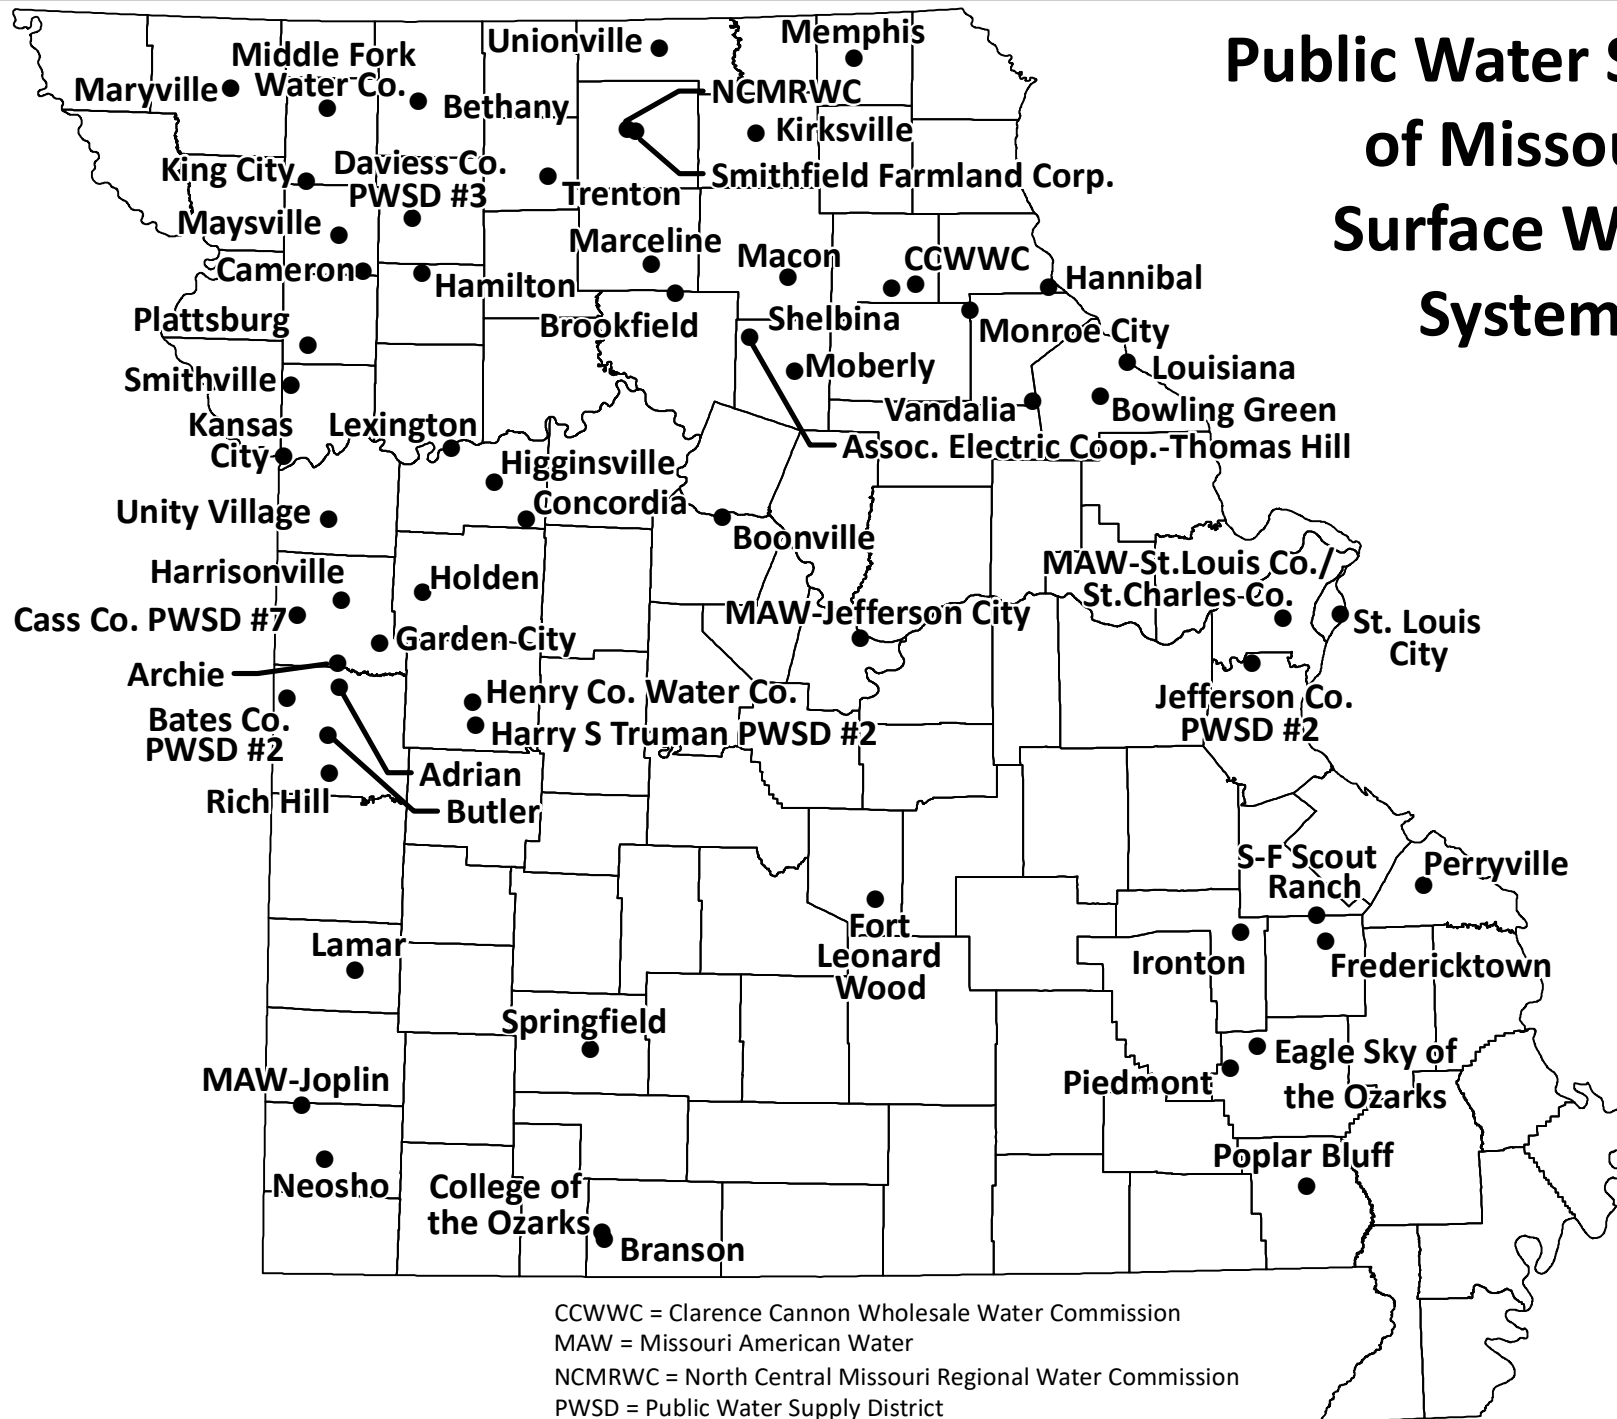 Public Water S
of Missou
Surface W
System
Unionville
Memphis
Middle Fork
Water Co.
Maryville
NCMRWC
Bethany
Kirksville
King City
Daviess Co.
PWSD #3
Smithfield Farmland Corp.
Trenton
Maysville
Marceline
Macon
CCWWC
Cameron
Hamilton
Hannibal
Plattsburg
Brookfield
Shelbina
Monroe City
Smithville
Moberly
Louisiana
Vandalia
Bowling Green
Kansas
City
Lexington
Assoc. Electric Coop.-Thomas Hill
Higginsville
Concordia
Unity Village
Boonville
Harrisonville
Holden
MAW-St.Louis Co./
St.Charles Co.
Cass Co. PWSD #7
MAW-Jefferson City
St. Louis
City
Garden City
Archie
Henry Co. Water Co.
Bates Co.
PWSD #2
Harry S Truman PWSD #2
Jefferson Co.
PWSD #2
Adrian
Rich Hill
Butler
S-F Scout
Ranch
Perryville
Fort
Leonard
Wood
Lamar
Ironton
Fredericktown
Springfield
Eagle Sky of
the Ozarks
MAW-Joplin
Piedmont
Poplar Bluff
Neosho
College of
the Ozarks
Branson
CCWWC = Clarence Cannon Wholesale Water Commission
MAW = Missouri American Water
NCMRWC = North Central Missouri Regional Water Commission
PWSD = Public Water Supply District